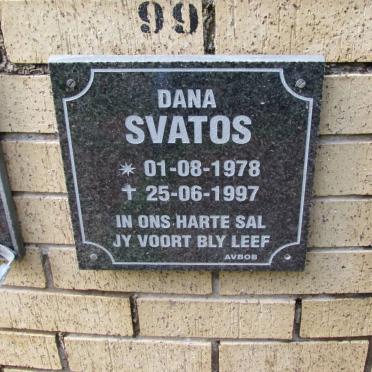 99
DANA
SVATOS
* 01-08-1978
† 25-06-1997
IN ONS HARTE SAL
JY VOORT BLY LEEF
AVBOB